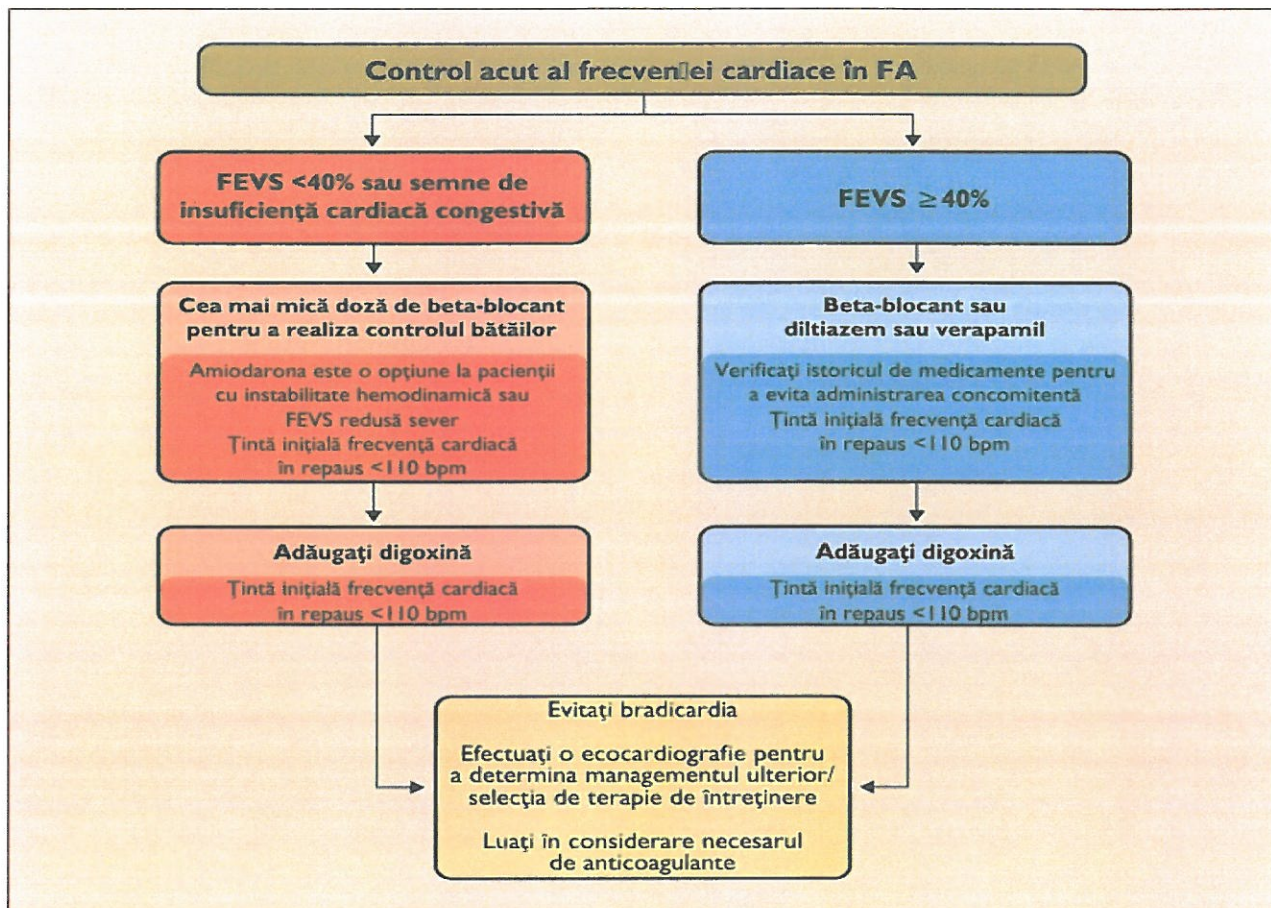 Control acut al frecvenţei cardiace în FA
FEVS <40% sau semne de
insuficienţă cardiacă congestivă
FEVS ≥ 40%
Cea mai mică doză de beta-blocant
pentru a realiza controlul bătăilor
Amiodarona este o opţiune la pacienţii
cu instabilitate hemodinamică sau
FEVS redusă sever
Ţintă iniţială frecvenţă cardiacă
în repaus <110 bpm
Beta-blocant sau
diltiazem sau verapamil
Verificaţi istoricul de medicamente pentru
a evita administrarea concomitentă
Ţintă iniţială frecvenţă cardiacă
în repaus <110 bpm
Adăugaţi digoxină
Ţintă iniţială frecvenţă cardiacă
în repaus <110 bpm
Adăugaţi digoxină
Ţintă iniţială frecvenţă cardiacă
în repaus <110 bpm
Evitaţi bradicardia
Efectuaţi o ecocardiografie pentru
a determina managementul ulterior/
selecţia de terapie de întreţinere
Luaţi în considerare necesarul
de anticoagulante